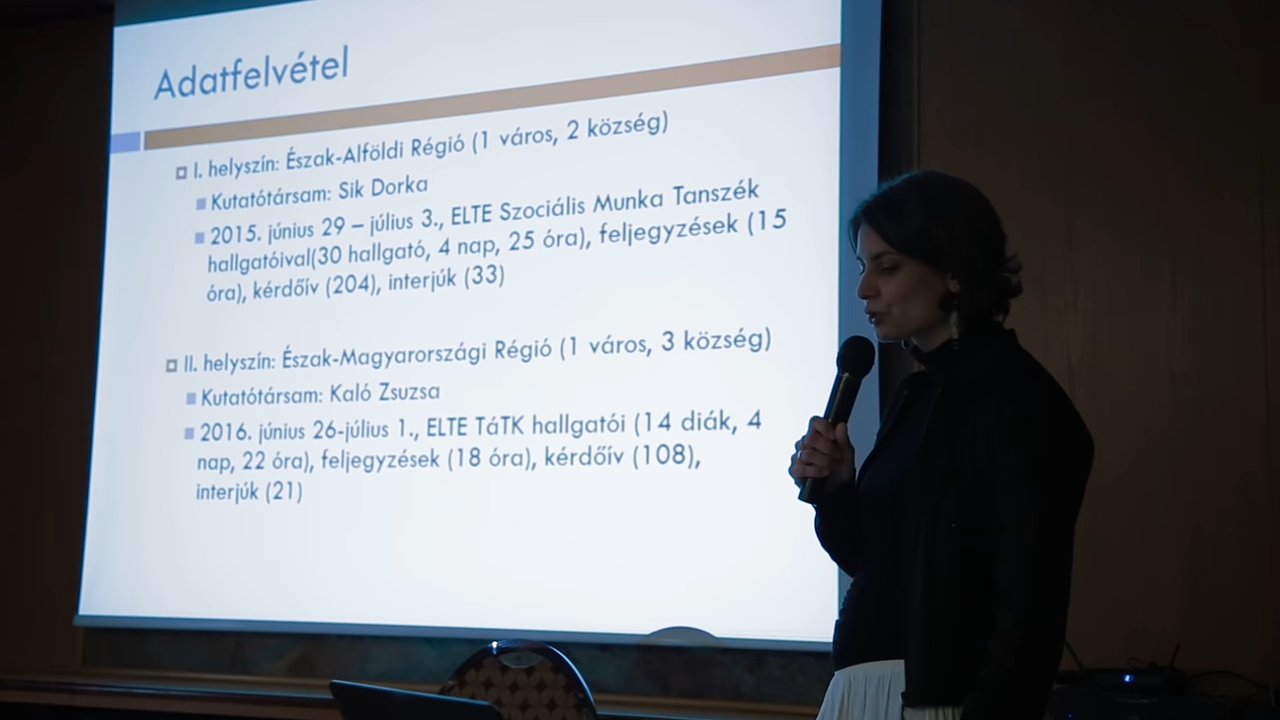 Adatfelvétel
I. helyszín: Észak-Alföldi Régió (1 város, 2 község)
Kutatótársam: Sik Dorka
2015. június 29 – július 3., ELTE Szociális Munka Tanszék
hallgatóival(30 hallgató, 4 nap, 25 óra), feljegyzések (15
óra), kérdőív (204), interjúk (33)
II. helyszín: Észak-Magyarországi Régió (1 város, 3 község)
Kutatótársam: Kaló Zsuzsa
2016. június 26-július 1., ELTE TáTK hallgatói (14 diák, 4
nap, 22 óra), feljegyzések (18 óra), kérdőív (108),
interjúk (21)